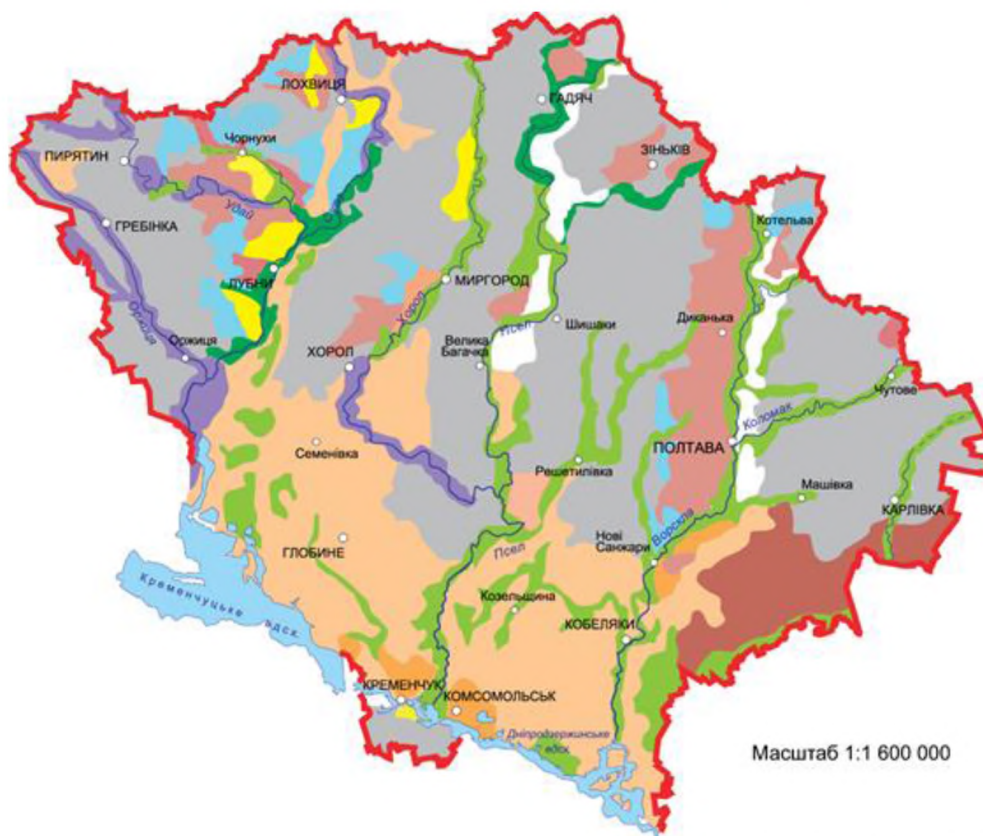 ЛОХВИЦЯ
ГАДЯЧ
Чорнухи
ПИРЯТИН
ЗІНЬКІВ
Удай
ГРЕБІНКА
Котельва
ЛУБНИ
МИРГОРОД
Хорол
Оржиця
Псел
Шишаки
Диканька
Оржиця
ХОРОЛ
Велика
Багачка
Чутове
Коломак
ПОЛТАВА
Семенівка
Решетилівка
Машівка
КАРЛІВКА
Ворскла
Нові
Санжари
ГЛОБИНЕ
Псел
Кременчуцьке
вдсх.
Козельщина
КОБЕЛЯКИ
КРЕМЕНЧУК
КОМСОМОЛЬСЬК
Дніпродзержинське
вдсх.
Масштаб 1:1 600 000